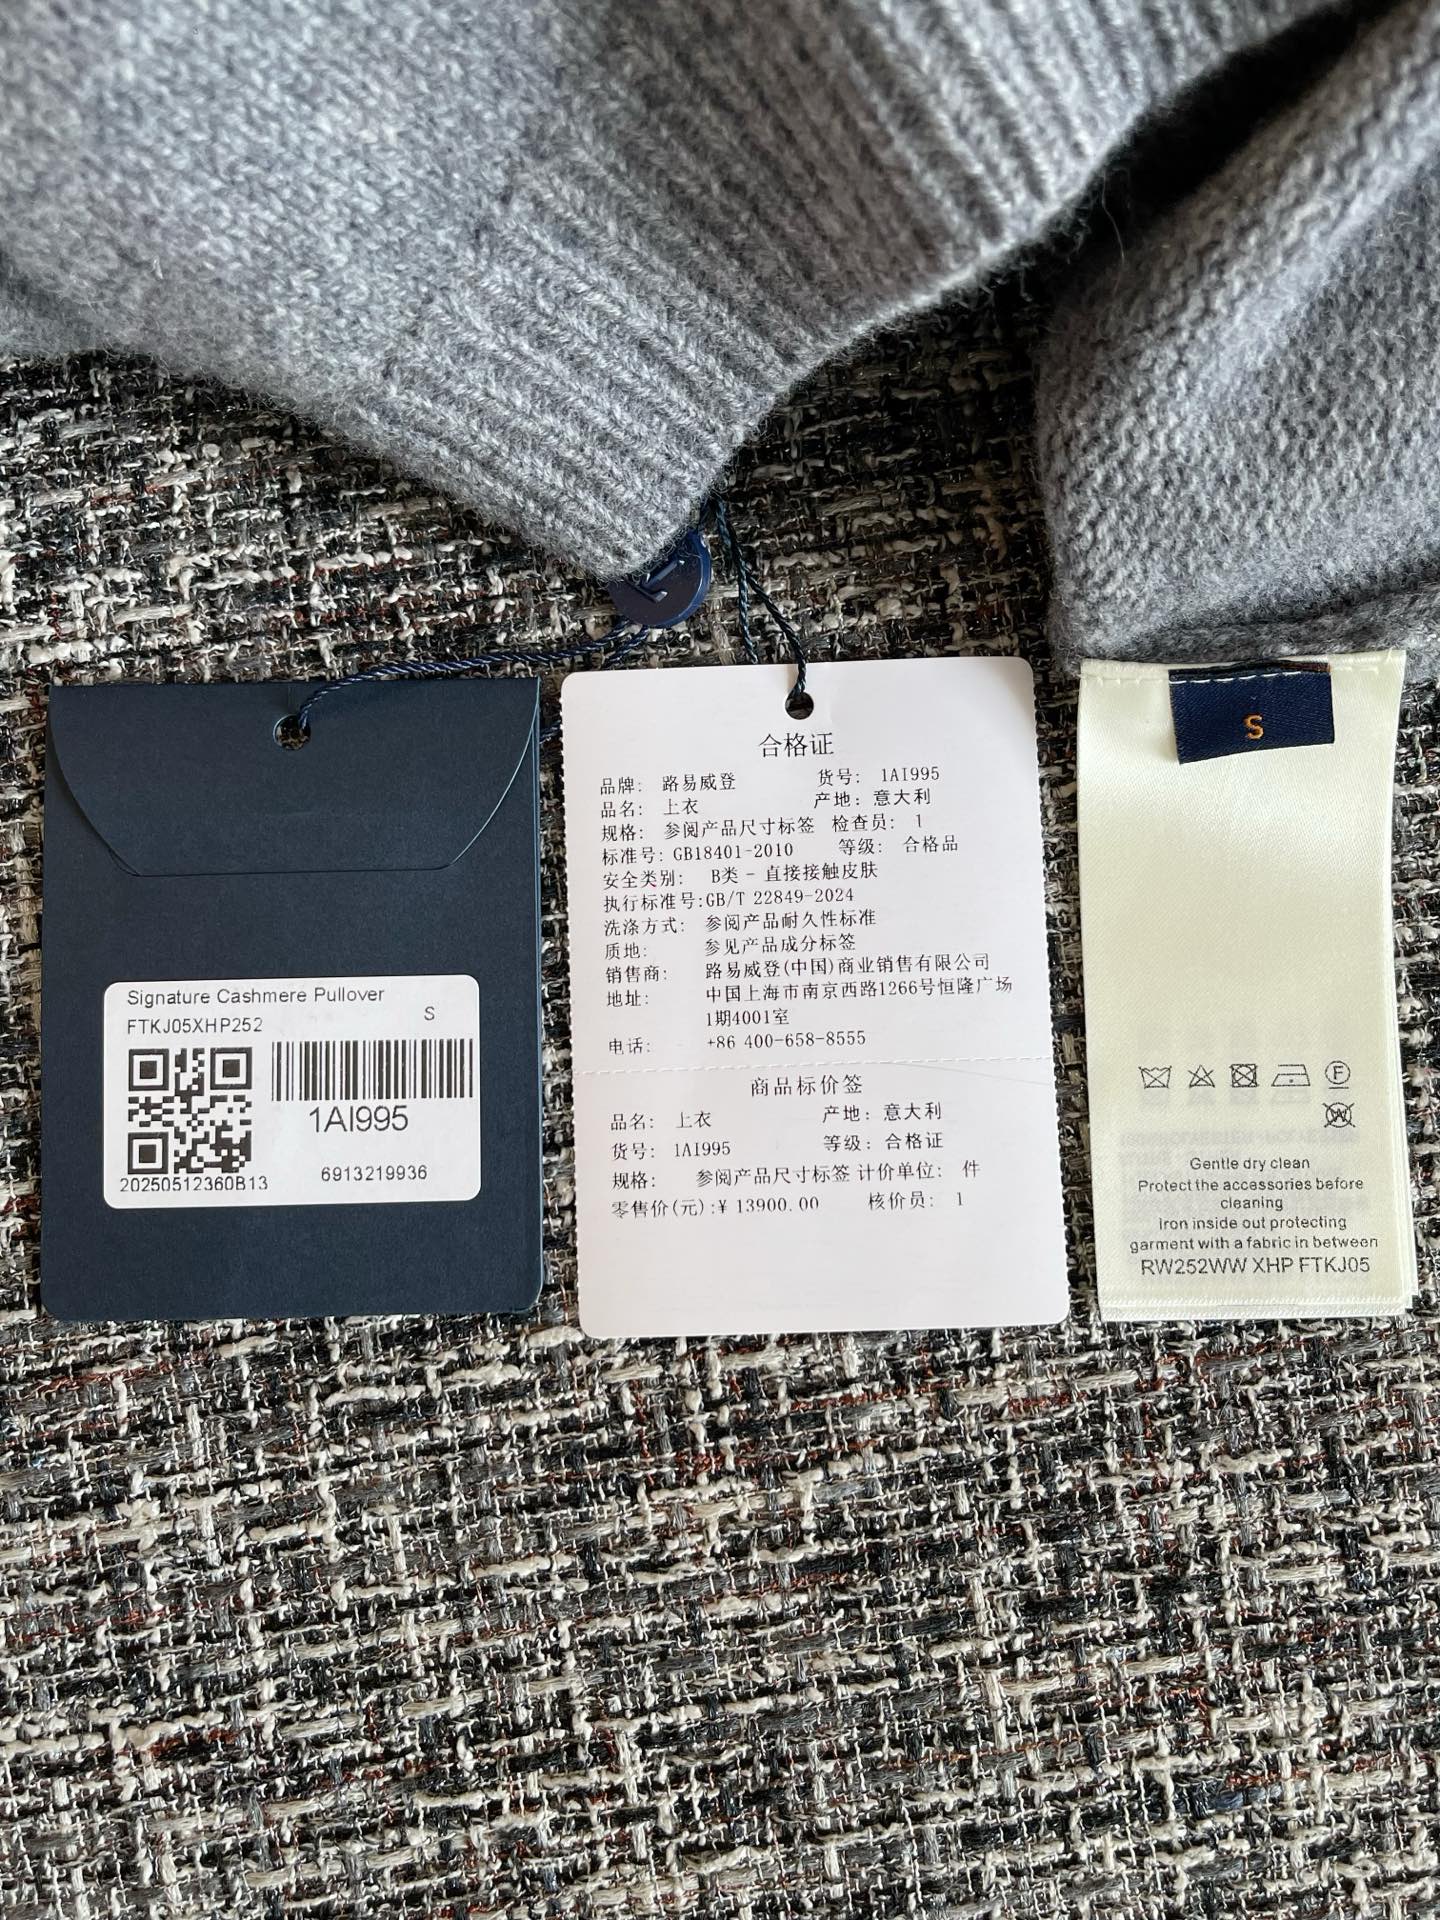 Signature Cashmere Pullover
S
FTKJ05XHP252
1AI995
20250512360B13
6913219936
合格证
品牌: 路易威登 货号: 1AI995
品名: 上衣 产地: 意大利
规格: 参阅产品尺寸标签 检查员: 1
标准号: GB18401-2010 等级: 合格品
安全类别: B类 - 直接接触皮肤
执行标准号:GB/T 22849-2024
洗涤方式: 参阅产品耐久性标准
质地: 参见产品成分标签
销售商: 路易威登(中国)商业销售有限公司
地址: 中国上海市南京西路1266号恒隆广场
1期4001室
电话: +86 400-658-8555
商品标价签
品名: 上衣 产地: 意大利
货号: 1AI995 等级: 合格证
规格: 参阅产品尺寸标签 计价单位: 件
零售价(元):¥ 13900.00 核价员: 1
S
F
W
Gentle dry clean
Protect the accessories before
cleaning
Iron inside out protecting
garment with a fabric in between
RW252WW XHP FTKJ05